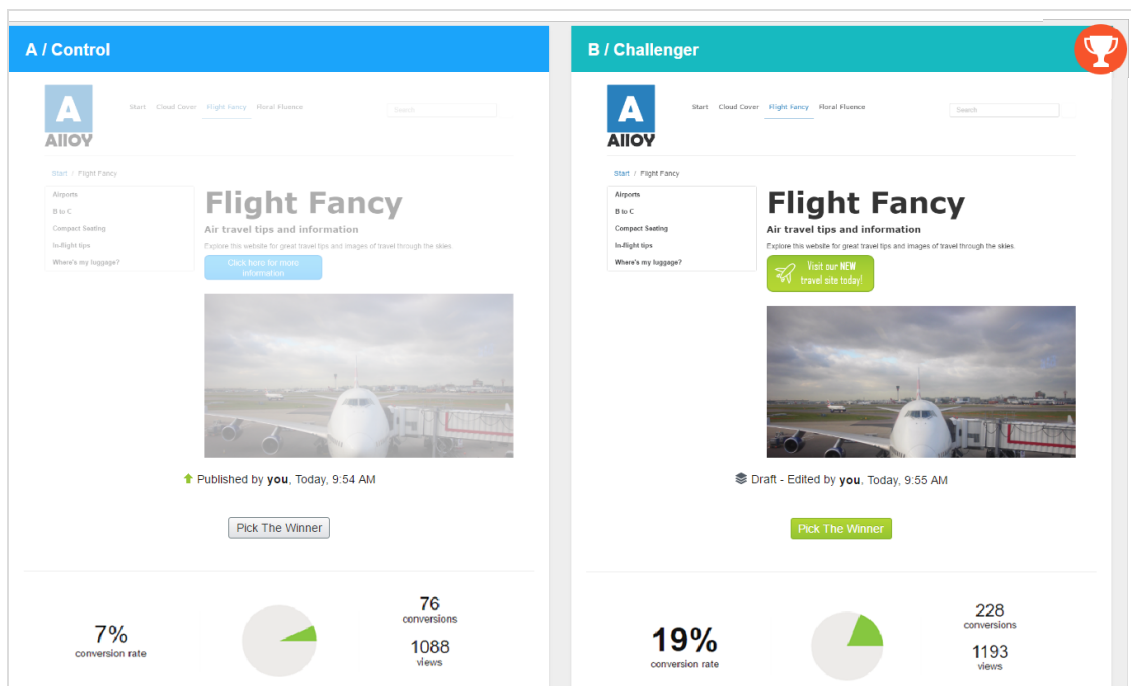 A / Control
A
AllOY
Start Cloud Cover Flight Fancy Floral Fluence
Search
Start / Flight Fancy
Airports
B to C
Compact Seating
In-flight tips
Where's my luggage?
Flight Fancy
Air travel tips and information
Explore this website for great travel tips and images of travel through the skies.
Click here for more
information
Published by you, Today, 9:54 AM
Pick The Winner
7%
conversion rate
76
conversions
1088
views
B / Challenger
A
AllOY
Start Cloud Cover Flight Fancy Floral Fluence
Search
Start / Flight Fancy
Airports
B to C
Compact Seating
In-flight tips
Where's my luggage?
Flight Fancy
Air travel tips and information
Explore this website for great travel tips and images of travel through the skies.
Visit our NEW
travel site today!
Draft - Edited by you, Today, 9:55 AM
Pick The Winner
19%
conversion rate
228
conversions
1193
views